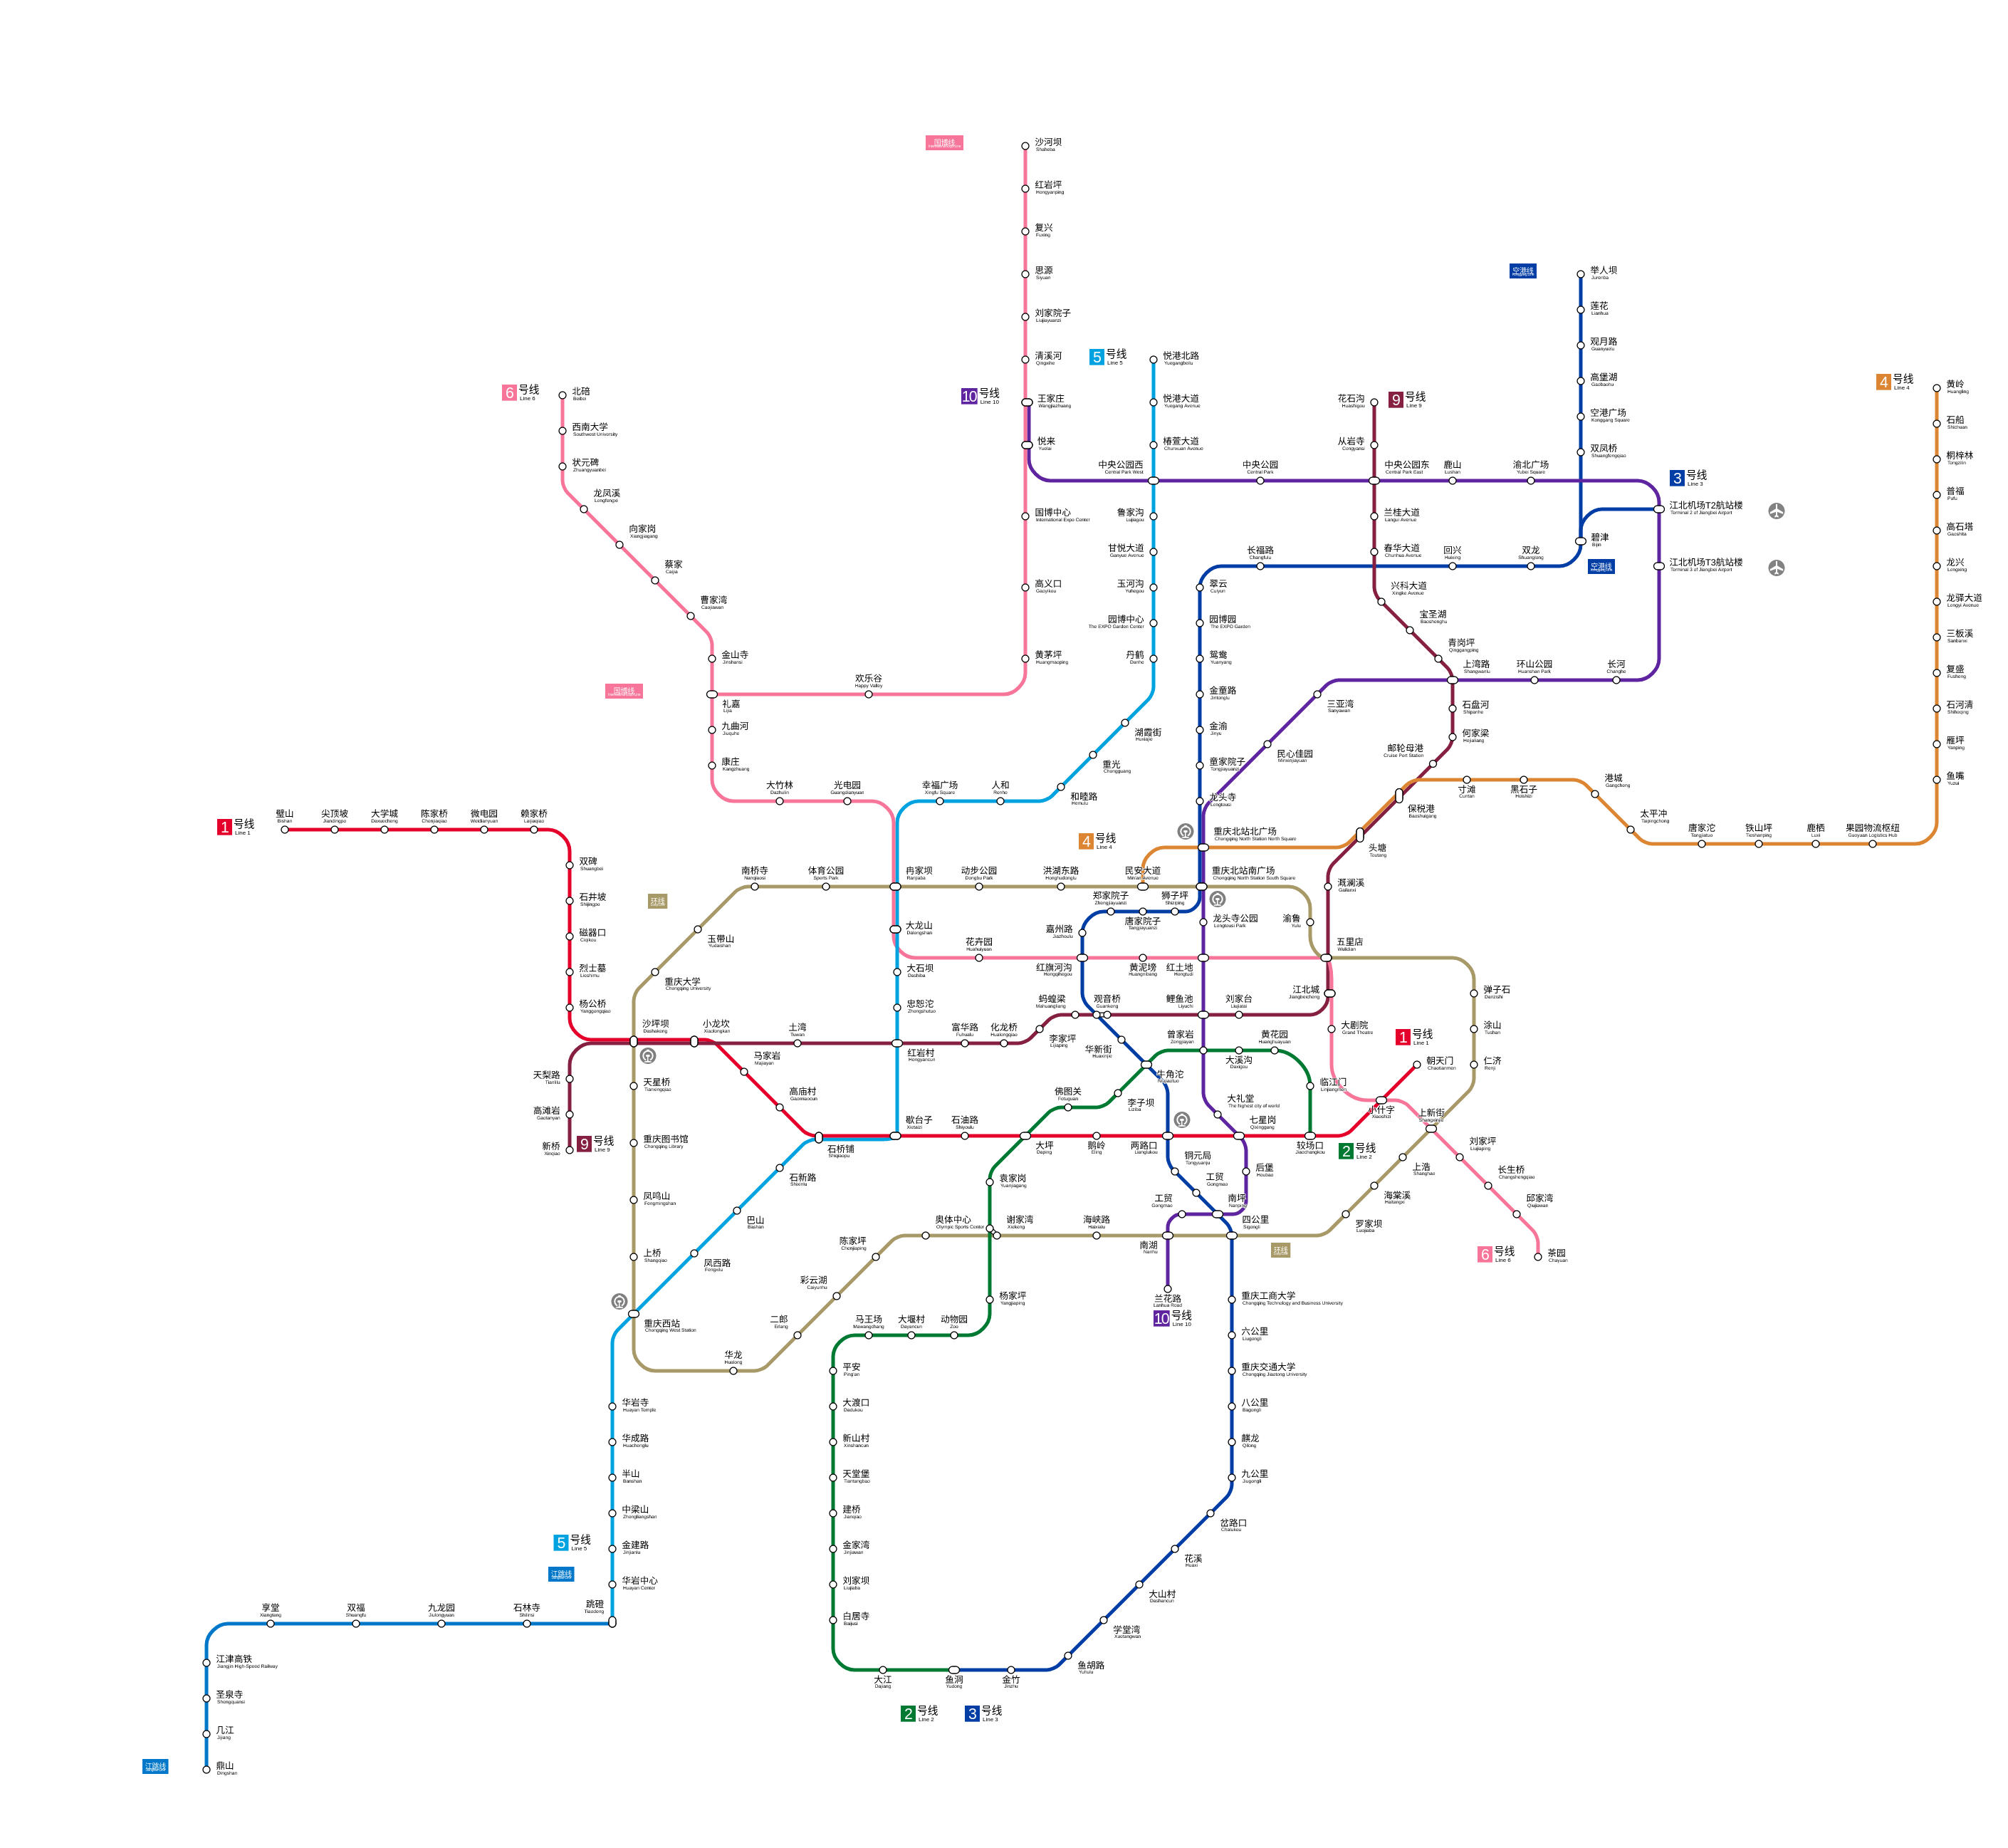 国博线
沙河坝
Shaheba
红岩坪
Hongyanping
复兴
Fuxing
思源
Siyuan
刘家院子
Liujiayuanzi
清溪河
Qingxihe
王家庄
Wangjiazhuang
悦来
Yuelai
国博中心
International Expo Center
高义口
Gaoyikou
黄茅坪
Huangmaoping
欢乐谷
Happy Valley
国博线
6 号线
Line 6
北碚
Beibei
西南大学
Southwest University
状元碑
Zhuangyuanbei
龙凤溪
Longfengxi
向家岗
Xiangjiagang
蔡家
Caijia
曹家湾
Caojiawan
金山寺
Jinshansi
礼嘉
Lijia
九曲河
Jiuquhe
康庄
Kangzhuang
大竹林
Dazhulin
光电园
Guangdianyuan
大龙山
Dalongshan
花卉园
Huahuiyuan
红旗河沟
Hongqihegou
黄泥塝
Huangnibang
红土地
Hongtudi
五里店
Wulidian
江北城
Jiangbeicheng
大剧院
Grand Theatre
小什字
Xiaoshizi
上新街
Shangxinjie
刘家坪
Liujiaping
长生桥
Changshengqiao
邱家湾
Qiujiawan
茶园
Chayuan
6 号线
Line 6
5 号线
Line 5
悦港北路
Yuegangbeilu
悦港大道
Yuegang Avenue
椿萱大道
Chunxuan Avenue
中央公园西
Central Park West
鲁家沟
Lujiagou
甘悦大道
Ganyue Avenue
玉河沟
Yuhegou
园博中心
The EXPO Garden Center
丹鹤
Danhe
湖霞街
Huxiajie
重光
Chongguang
和睦路
Hemulu
人和
Renhe
幸福广场
Xingfu Square
冉家坝
Ranjiaba
大石坝
Dashiba
忠恕沱
Zhongshutuo
红岩村
Hongyancun
歇台子
Xietaizi
石桥铺
Shiqiaopu
石新路
Shixinlu
巴山
Bashan
凤西路
Fengxilu
重庆西站
Chongqing West Station
华岩寺
Huayan Temple
华成路
Huachenglu
半山
Banshan
中梁山
Zhongliangshan
金建路
Jinjianlu
华岩中心
Huayan Center
跳磴
Tiaodeng
5 号线
Line 5
江跳线
石林寺
Shilinsi
九龙园
Jiulongyuan
双福
Shuangfu
享堂
Xiangtang
江津高铁
Jiangjin High-Speed Railway
圣泉寺
Shengquansi
几江
Jijiang
鼎山
Dingshan
江跳线
10 号线
Line 10
中央公园
Central Park
中央公园东
Central Park East
鹿山
Lushan
渝北广场
Yubei Square
江北机场T2航站楼
Terminal 2 of Jiangbei Airport
江北机场T3航站楼
Terminal 3 of Jiangbei Airport
长河
Changhe
环山公园
Huanshan Park
上湾路
Shangwanlu
三亚湾
Sanyawan
民心佳园
Minxinjiayuan
重庆北站北广场
Chongqing North Station North Square
重庆北站南广场
Chongqing North Station South Square
龙头寺公园
Longtousi Park
鲤鱼池
Liyuchi
曾家岩
Zengjiayan
大礼堂
The highest city of world
七星岗
Qixinggang
后堡
Houbao
南坪
Nanping
工贸
Gongmao
南湖
Nanhu
兰花路
Lanhua Road
10 号线
Line 10
空港线
举人坝
Jurenba
莲花
Lianhua
观月路
Guanyuelu
高堡湖
Gaobaohu
空港广场
Konggang Square
双凤桥
Shuangfengqiao
碧津
Bijin
空港线
3 号线
Line 3
双龙
Shuanglong
回兴
Huixing
长福路
Changfulu
翠云
Cuiyun
园博园
The EXPO Garden
鸳鸯
Yuanyang
金童路
Jintonglu
金渝
Jinyu
童家院子
Tongjiayuanzi
龙头寺
Longtousi
狮子坪
Shiziping
唐家院子
Tangjiayuanzi
郑家院子
Zhengjiayuanzi
嘉州路
Jiazhoulu
观音桥
Guanyinqiao
华新街
Huaxinjie
牛角沱
Niujiaotuo
两路口
Lianglukou
铜元局
Tongyuanju
工贸
Gongmao
四公里
Sigongli
重庆工商大学
Chongqing Technology and Business University
六公里
Liugongli
重庆交通大学
Chongqing Jiaotong University
八公里
Bagongli
麒龙
Qilong
九公里
Jiugongli
岔路口
Chalukou
花溪
Huaxi
大山村
Dashancun
学堂湾
Xuetangwan
鱼胡路
Yuhulu
金竹
Jinzhu
鱼洞
Yudong
3 号线
Line 3
2 号线
Line 2
大江
Dajiang
白居寺
Baijusi
刘家坝
Liujiaba
金家湾
Jinjiawan
建桥
Jianqiao
天堂堡
Tiantangbao
新山村
Xinshancun
大渡口
Dadukou
平安
Ping'an
马王场
Mawangchang
大堰村
Dayancun
动物园
Zoo
杨家坪
Yangjiaping
谢家湾
Xiejiawan
袁家岗
Yuanjiagang
大坪
Daping
佛图关
Fotuguan
李子坝
Liziba
大溪沟
Daxigou
黄花园
Huanghuayuan
临江门
Linjiangmen
较场口
Jiaochangkou
2 号线
Line 2
9 号线
Line 9
花石沟
Huashigou
从岩寺
Congyansi
兰桂大道
Langui Avenue
春华大道
Chunhua Avenue
兴科大道
Xingke Avenue
宝圣湖
Baoshenghu
青岗坪
Qinggangping
石盘河
Shipanhe
何家梁
Hejialiang
邮轮母港
Cruise Port Station
保税港
Baoshuigang
头塘
Toutang
溉澜溪
Gailanxi
刘家台
Liujiatai
蚂蝗梁
Mahuangliang
李家坪
Lijiaping
化龙桥
Hualongqiao
富华路
Fuhualu
土湾
Tuwan
小龙坎
Xiaolongkan
沙坪坝
Shapingba
天梨路
Tianlilu
高滩岩
Gaotanyan
新桥
Xinqiao
9 号线
Line 9
4 号线
Line 4
黄岭
Huangling
石船
Shichuan
桐梓林
Tongzilin
普福
Pufu
高石塔
Gaoshita
龙兴
Longxing
龙驿大道
Longyi Avenue
三板溪
Sanbanxi
复盛
Fusheng
石河清
Shiheqing
雁坪
Yanping
鱼嘴
Yuzui
果园物流枢纽
Guoyuan Logistics Hub
鹿栖
Luxi
铁山坪
Tieshanping
唐家沱
Tangjiatuo
太平冲
Taipingchong
港城
Gangcheng
黑石子
Heishizi
寸滩
Cuntan
民安大道
Min'an Avenue
4 号线
Line 4
1 号线
Line 1
璧山
Bishan
尖顶坡
Jiandingpo
大学城
Daxuecheng
陈家桥
Chenjiaqiao
微电园
Weidianyuan
赖家桥
Laijiaqiao
双碑
Shuangbei
石井坡
Shijingpo
磁器口
Ciqikou
烈士墓
Lieshimu
杨公桥
Yanggongqiao
马家岩
Majiayan
高庙村
Gaomiaocun
石油路
Shiyoulu
鹅岭
Eling
朝天门
Chaotianmen
1 号线
Line 1
环线
南桥寺
Nanqiaosi
体育公园
Sports Park
动步公园
Dongbu Park
洪湖东路
Honghudonglu
渝鲁
Yulu
弹子石
Danzishi
涂山
Tushan
仁济
Renji
上浩
Shanghao
海棠溪
Haitangxi
罗家坝
Luojiaba
环线
海峡路
Haixialu
奥体中心
Olympic Sports Center
陈家坪
Chenjiaping
彩云湖
Caiyunhu
二郎
Erlang
华龙
Hualong
上桥
Shangqiao
凤鸣山
Fengmingshan
重庆图书馆
Chongqing Library
天星桥
Tianxingqiao
重庆大学
Chongqing University
玉带山
Yudaishan